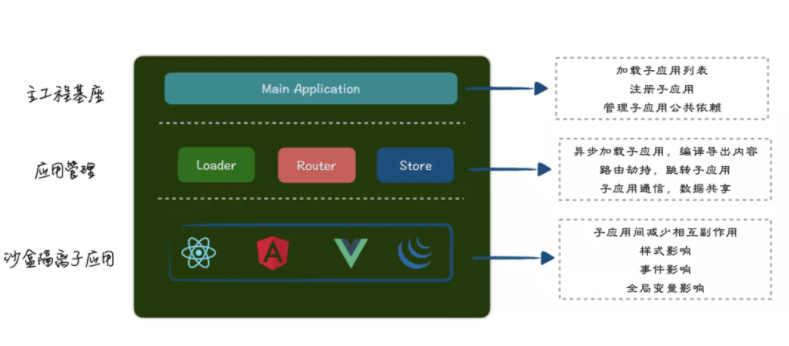 主工程基座
Main Application
加载子应用列表
注册子应用
管理子应用公共依赖
应用管理
Loader
Router
Store
异步加载子应用，编译导出内容
路由劫持，跳转子应用
子应用通信，数据共享
沙盒隔离子应用
子应用间减少相互副作用
样式影响
事件影响
全局变量影响